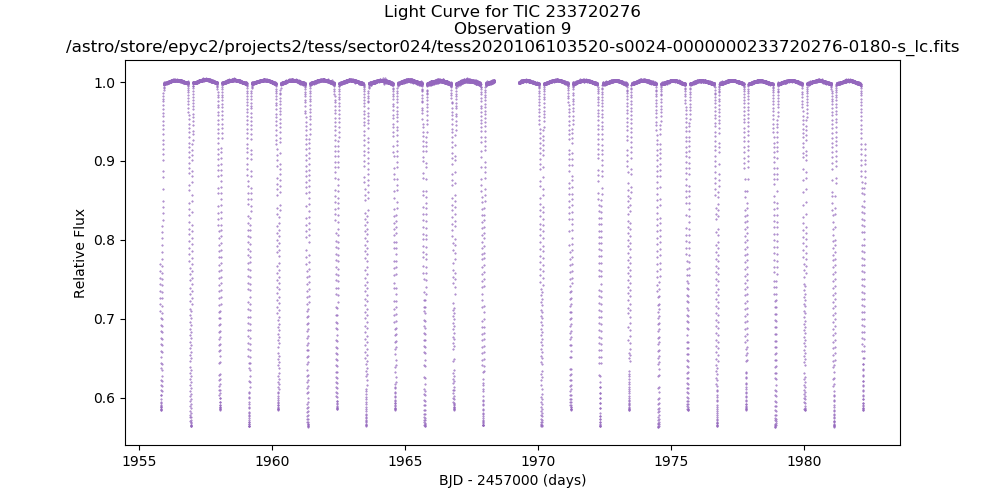 Light Curve for TIC 233720276
Observation 9
/astro/store/epyc2/projects2/tess/sector024/tess2020106103520-s0024-0000000233720276-0180-s_lc.fits
1.0
0.9
0.8
0.7
0.6
Relative Flux
1955
1960
1965
1970
1975
1980
BJD - 2457000 (days)